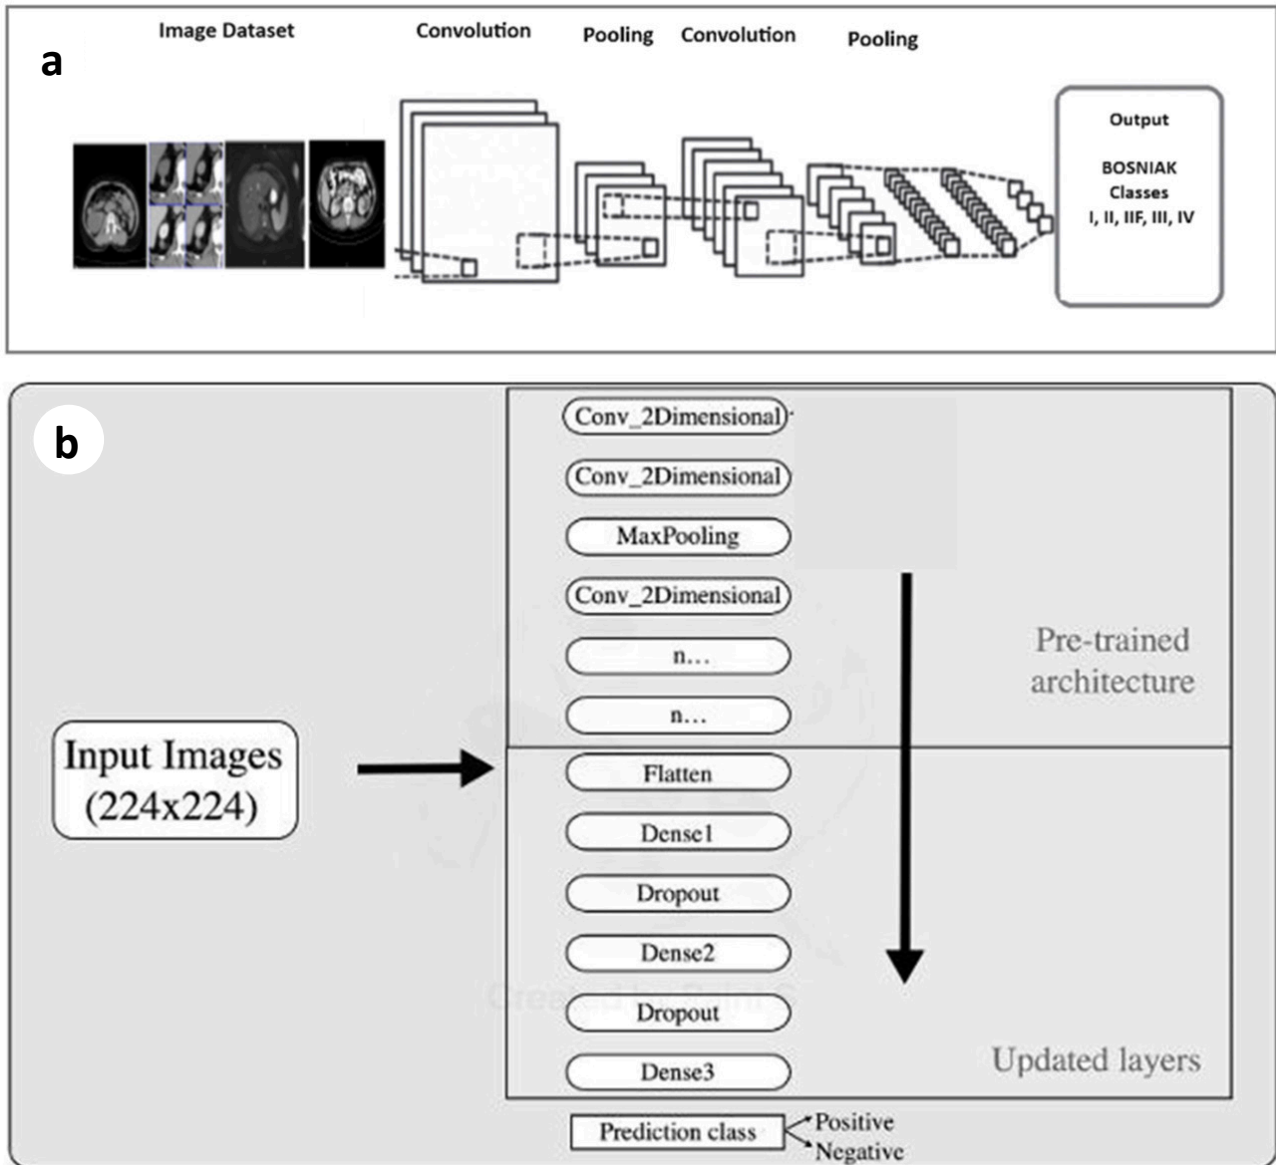 a
Image Dataset
Convolution
Pooling
Convolution
Pooling
Output
BOSNIAK
Classes
I, II, IIF, III, IV
b
Input Images
(224x224)
Conv_2Dimensional
Conv_2Dimensional
MaxPooling
Conv_2Dimensional
n...
n...
Pre-trained
architecture
Flatten
Dense1
Dropout
Dense2
Dropout
Dense3
Updated layers
Prediction class
Positive
Negative